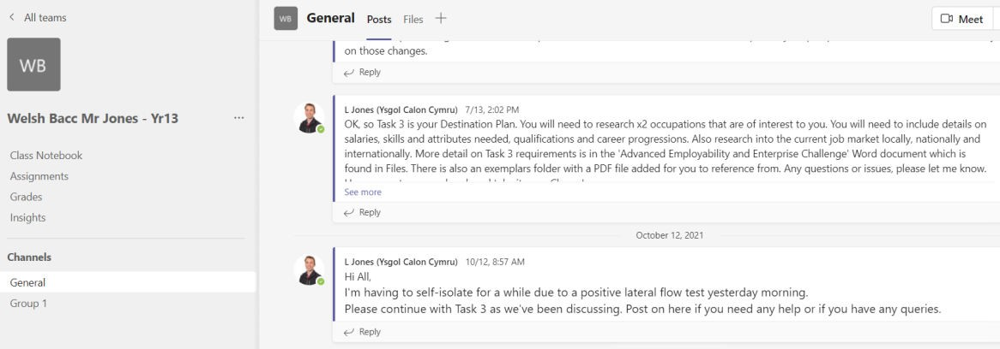 All teams
WB
Welsh Bacc Mr Jones - Yr13
...
Class Notebook
Assignments
Grades
Insights
Channels
General
Group 1
WB General Posts Files
Meet
on those changes.
Reply
L Jones (Ysgol Calon Cymru) 7/13, 2:02 PM
OK, so Task 3 is your Destination Plan. You will need to research x2 occupations that are of interest to you. You will need to include details on
salaries, skills and attributes needed, qualifications and career progressions. Also research into the current job market locally, nationally and
internationally. More detail on Task 3 requirements is in the 'Advanced Employability and Enterprise Challenge' Word document which is
found in Files. There is also an exemplars folder with a PDF file added for you to reference from. Any questions or issues, please let me know.
See more
Reply
October 12, 2021
L Jones (Ysgol Calon Cymru) 10/12, 8:57 AM
Hi All,
I'm having to self-isolate for a while due to a positive lateral flow test yesterday morning.
Please continue with Task 3 as we've been discussing. Post on here if you need any help or if you have any queries.
Reply